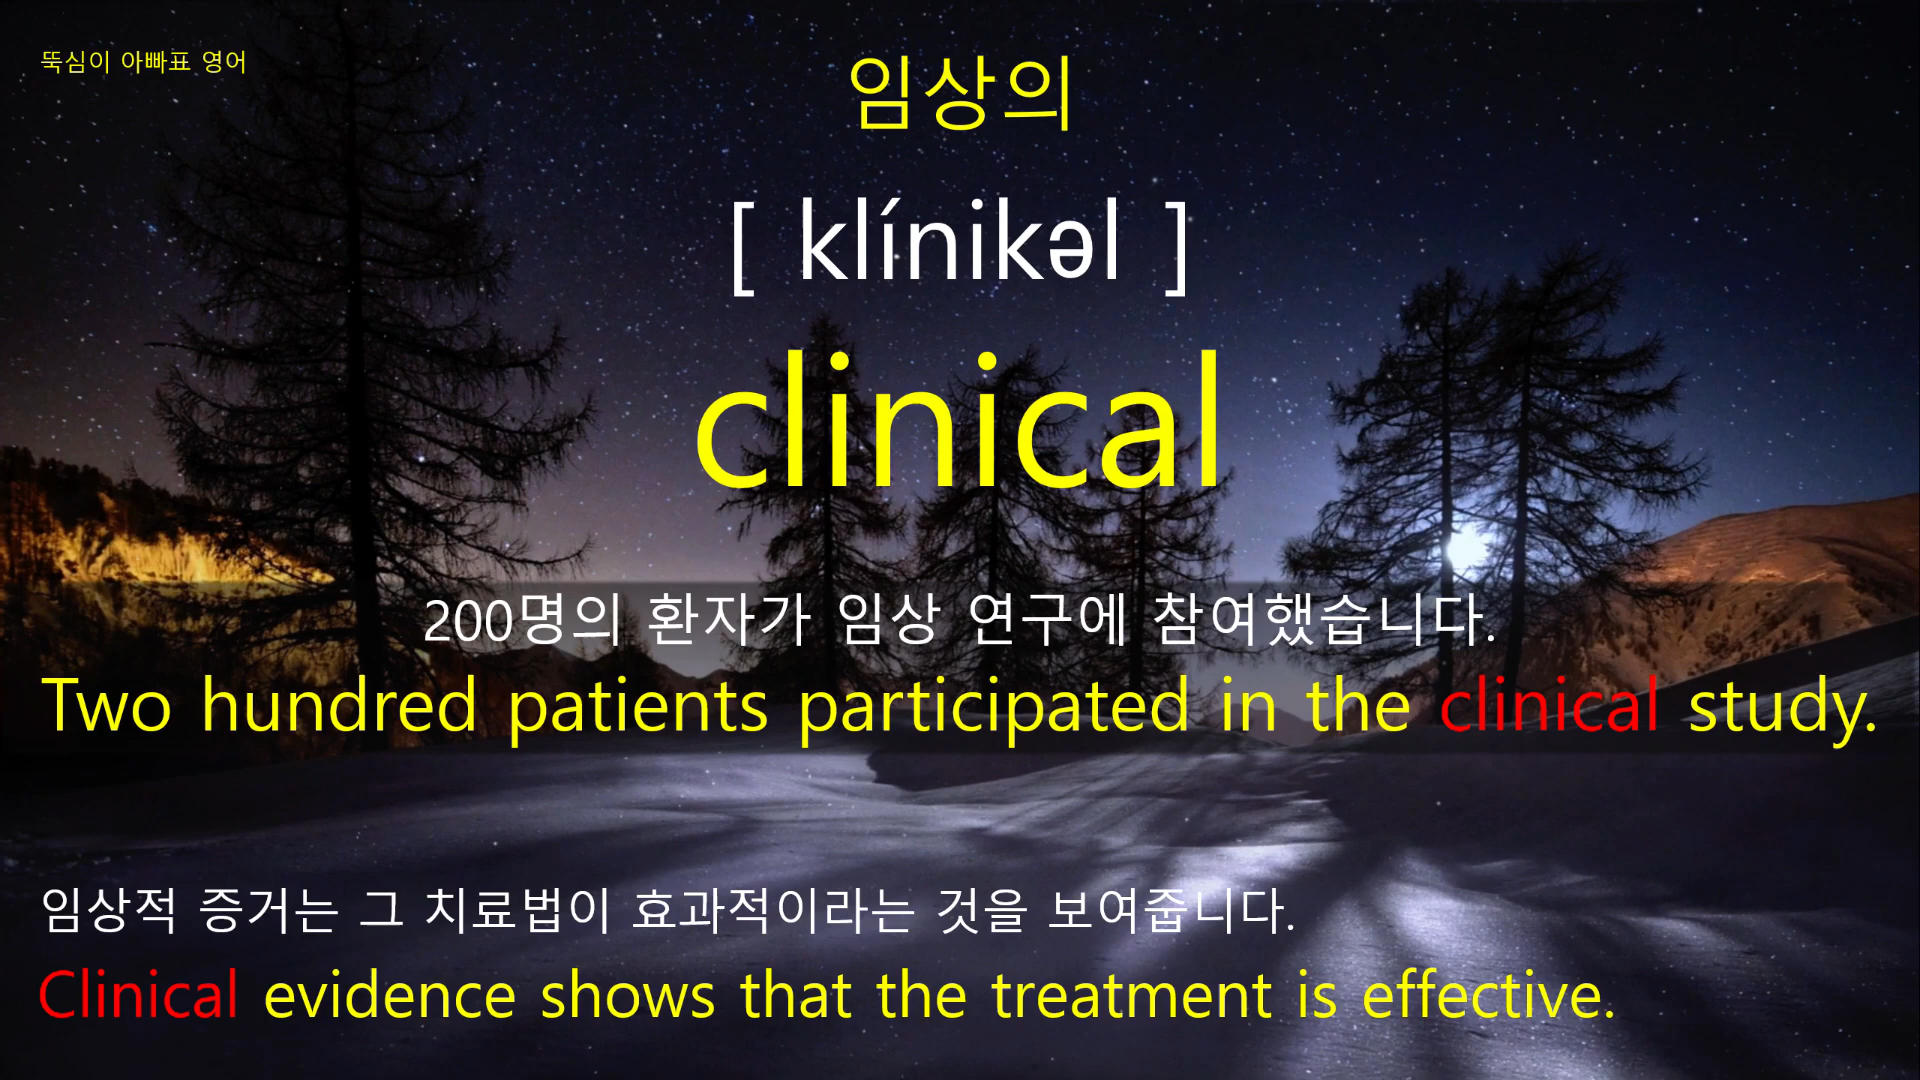 뚝심이 아빠표 영어
임상의
[ klínikəl ]
clinical
200명의 환자가 임상 연구에 참여했습니다.
Two hundred patients participated in the clinical study.
임상적 증거는 그 치료법이 효과적이라는 것을 보여줍니다.
Clinical evidence shows that the treatment is effective.